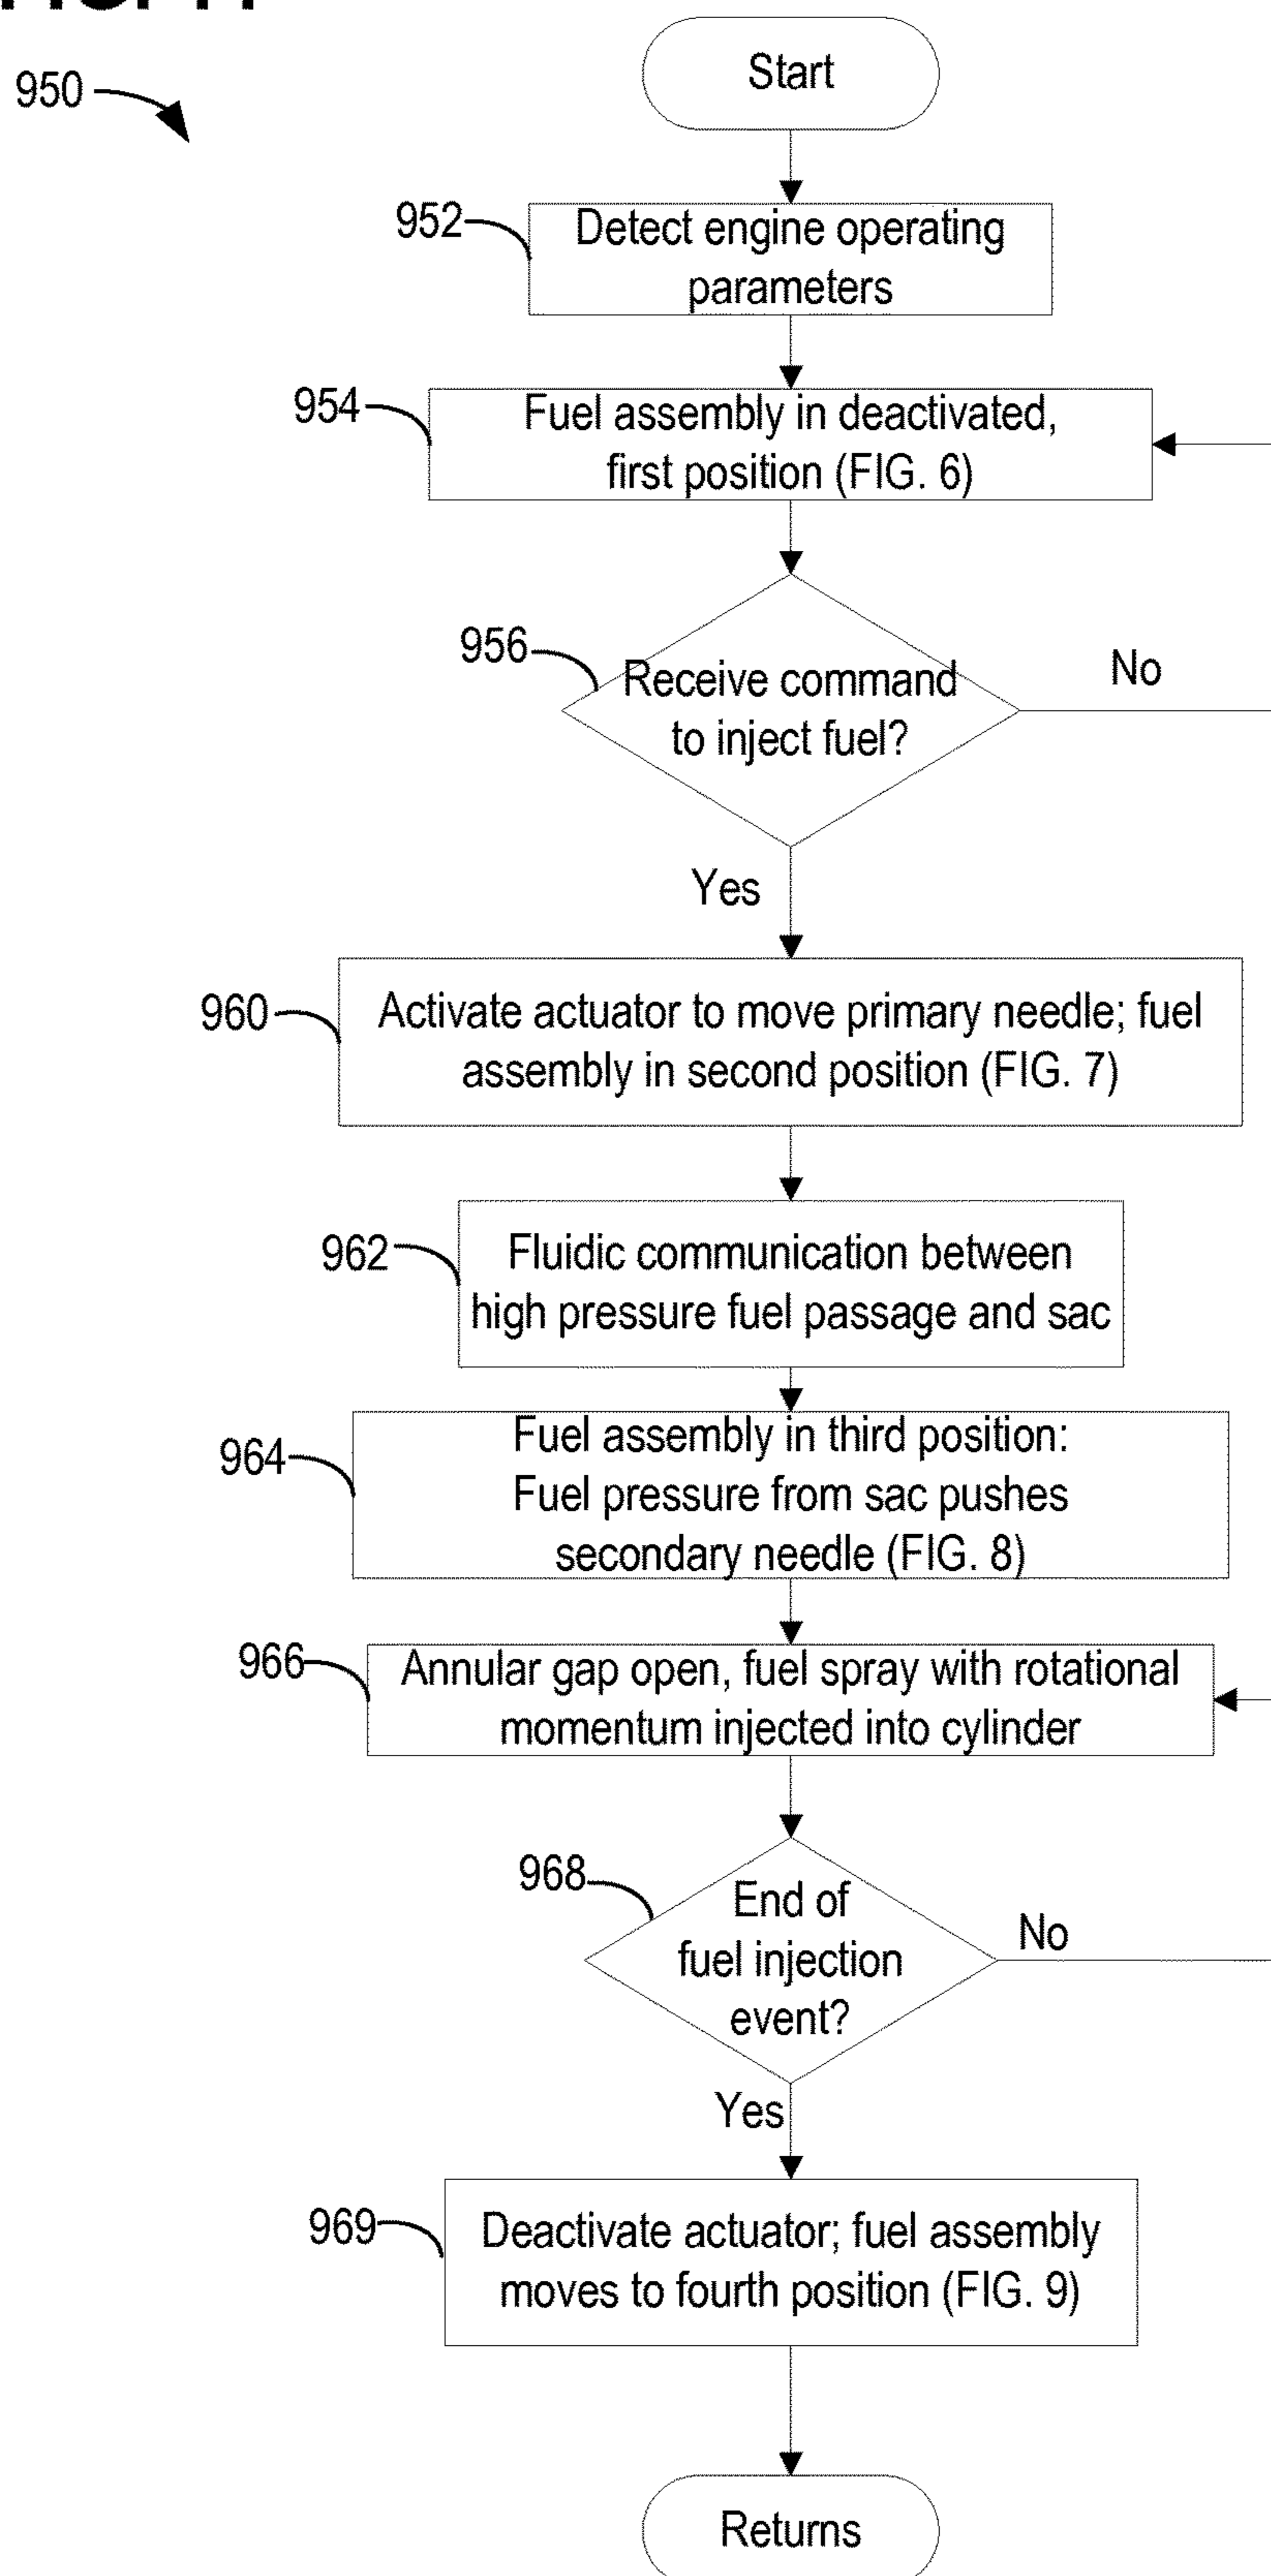 950
Start
952
Detect engine operating
parameters
954
Fuel assembly in deactivated,
first position (FIG. 6)
956
Receive command
to inject fuel?
No
Yes
960
Activate actuator to move primary needle; fuel
assembly in second position (FIG. 7)
962
Fluidic communication between
high pressure fuel passage and sac
964
Fuel assembly in third position:
Fuel pressure from sac pushes
secondary needle (FIG. 8)
966
Annular gap open, fuel spray with rotational
momentum injected into cylinder
968
End of
fuel injection
event?
No
Yes
969
Deactivate actuator; fuel assembly
moves to fourth position (FIG. 9)
Returns